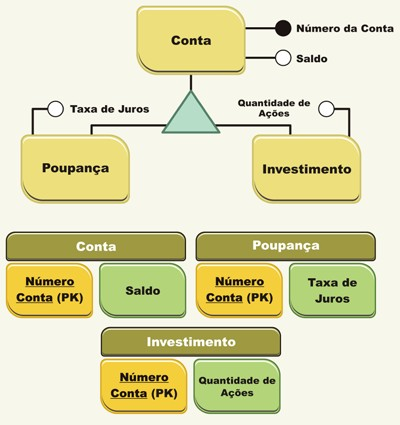 Conta
Número da Conta
Saldo
Taxa de Juros
Quantidade de
Ações
Poupança
Investimento
Conta
Poupança
Número
Conta (PK)
Saldo
Número
Conta (PK)
Taxa de
Juros
Investimento
Número
Conta (PK)
Quantidade de
Ações